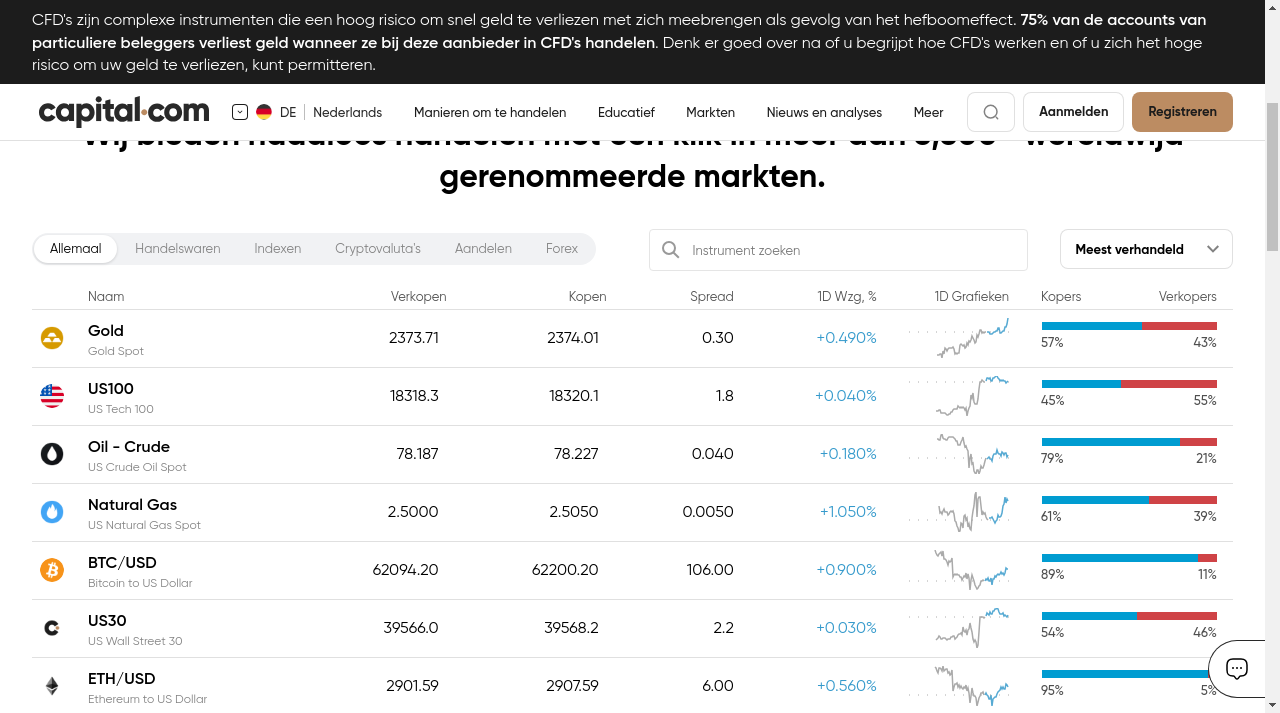 CFD's zijn complexe instrumenten die een hoog risico om snel geld te verliezen met zich meebrengen als gevolg van het hefboomeffect. 75% van de accounts van
particuliere beleggers verliest geld wanneer ze bij deze aanbieder in CFD's handelen. Denk er goed over na of u begrijpt hoe CFD's werken en of u zich het hoge
risico om uw geld te verliezen, kunt permitteren.
capital.com DE Nederlands Manieren om te handelen Educatief Markten Nieuws en analyses Meer Aanmelden Registreren
gerenommeerde markten.
Allemaal Handelswaren Indexen Cryptovaluta's Aandelen Forex Instrument zoeken Meest verhandeld
Naam Verkopen Kopen Spread 1D Wzg, % 1D Grafieken Kopers Verkopers
Gold 2373.71 2374.01 0.30 +0.490% 57% 43%
Gold Spot
US100 18318.3 18320.1 1.8 +0.040% 45% 55%
US Tech 100
Oil - Crude 78.187 78.227 0.040 +0.180% 79% 21%
US Crude Oil Spot
Natural Gas 2.5000 2.5050 0.0050 +1.050% 61% 39%
US Natural Gas Spot
BTC/USD 62094.20 62200.20 106.00 +0.900% 89% 11%
Bitcoin to US Dollar
US30 39566.0 39568.2 2.2 +0.030% 54% 46%
US Wall Street 30
ETH/USD 2901.59 2907.59 6.00 +0.560% 95% 5%
Ethereum to US Dollar